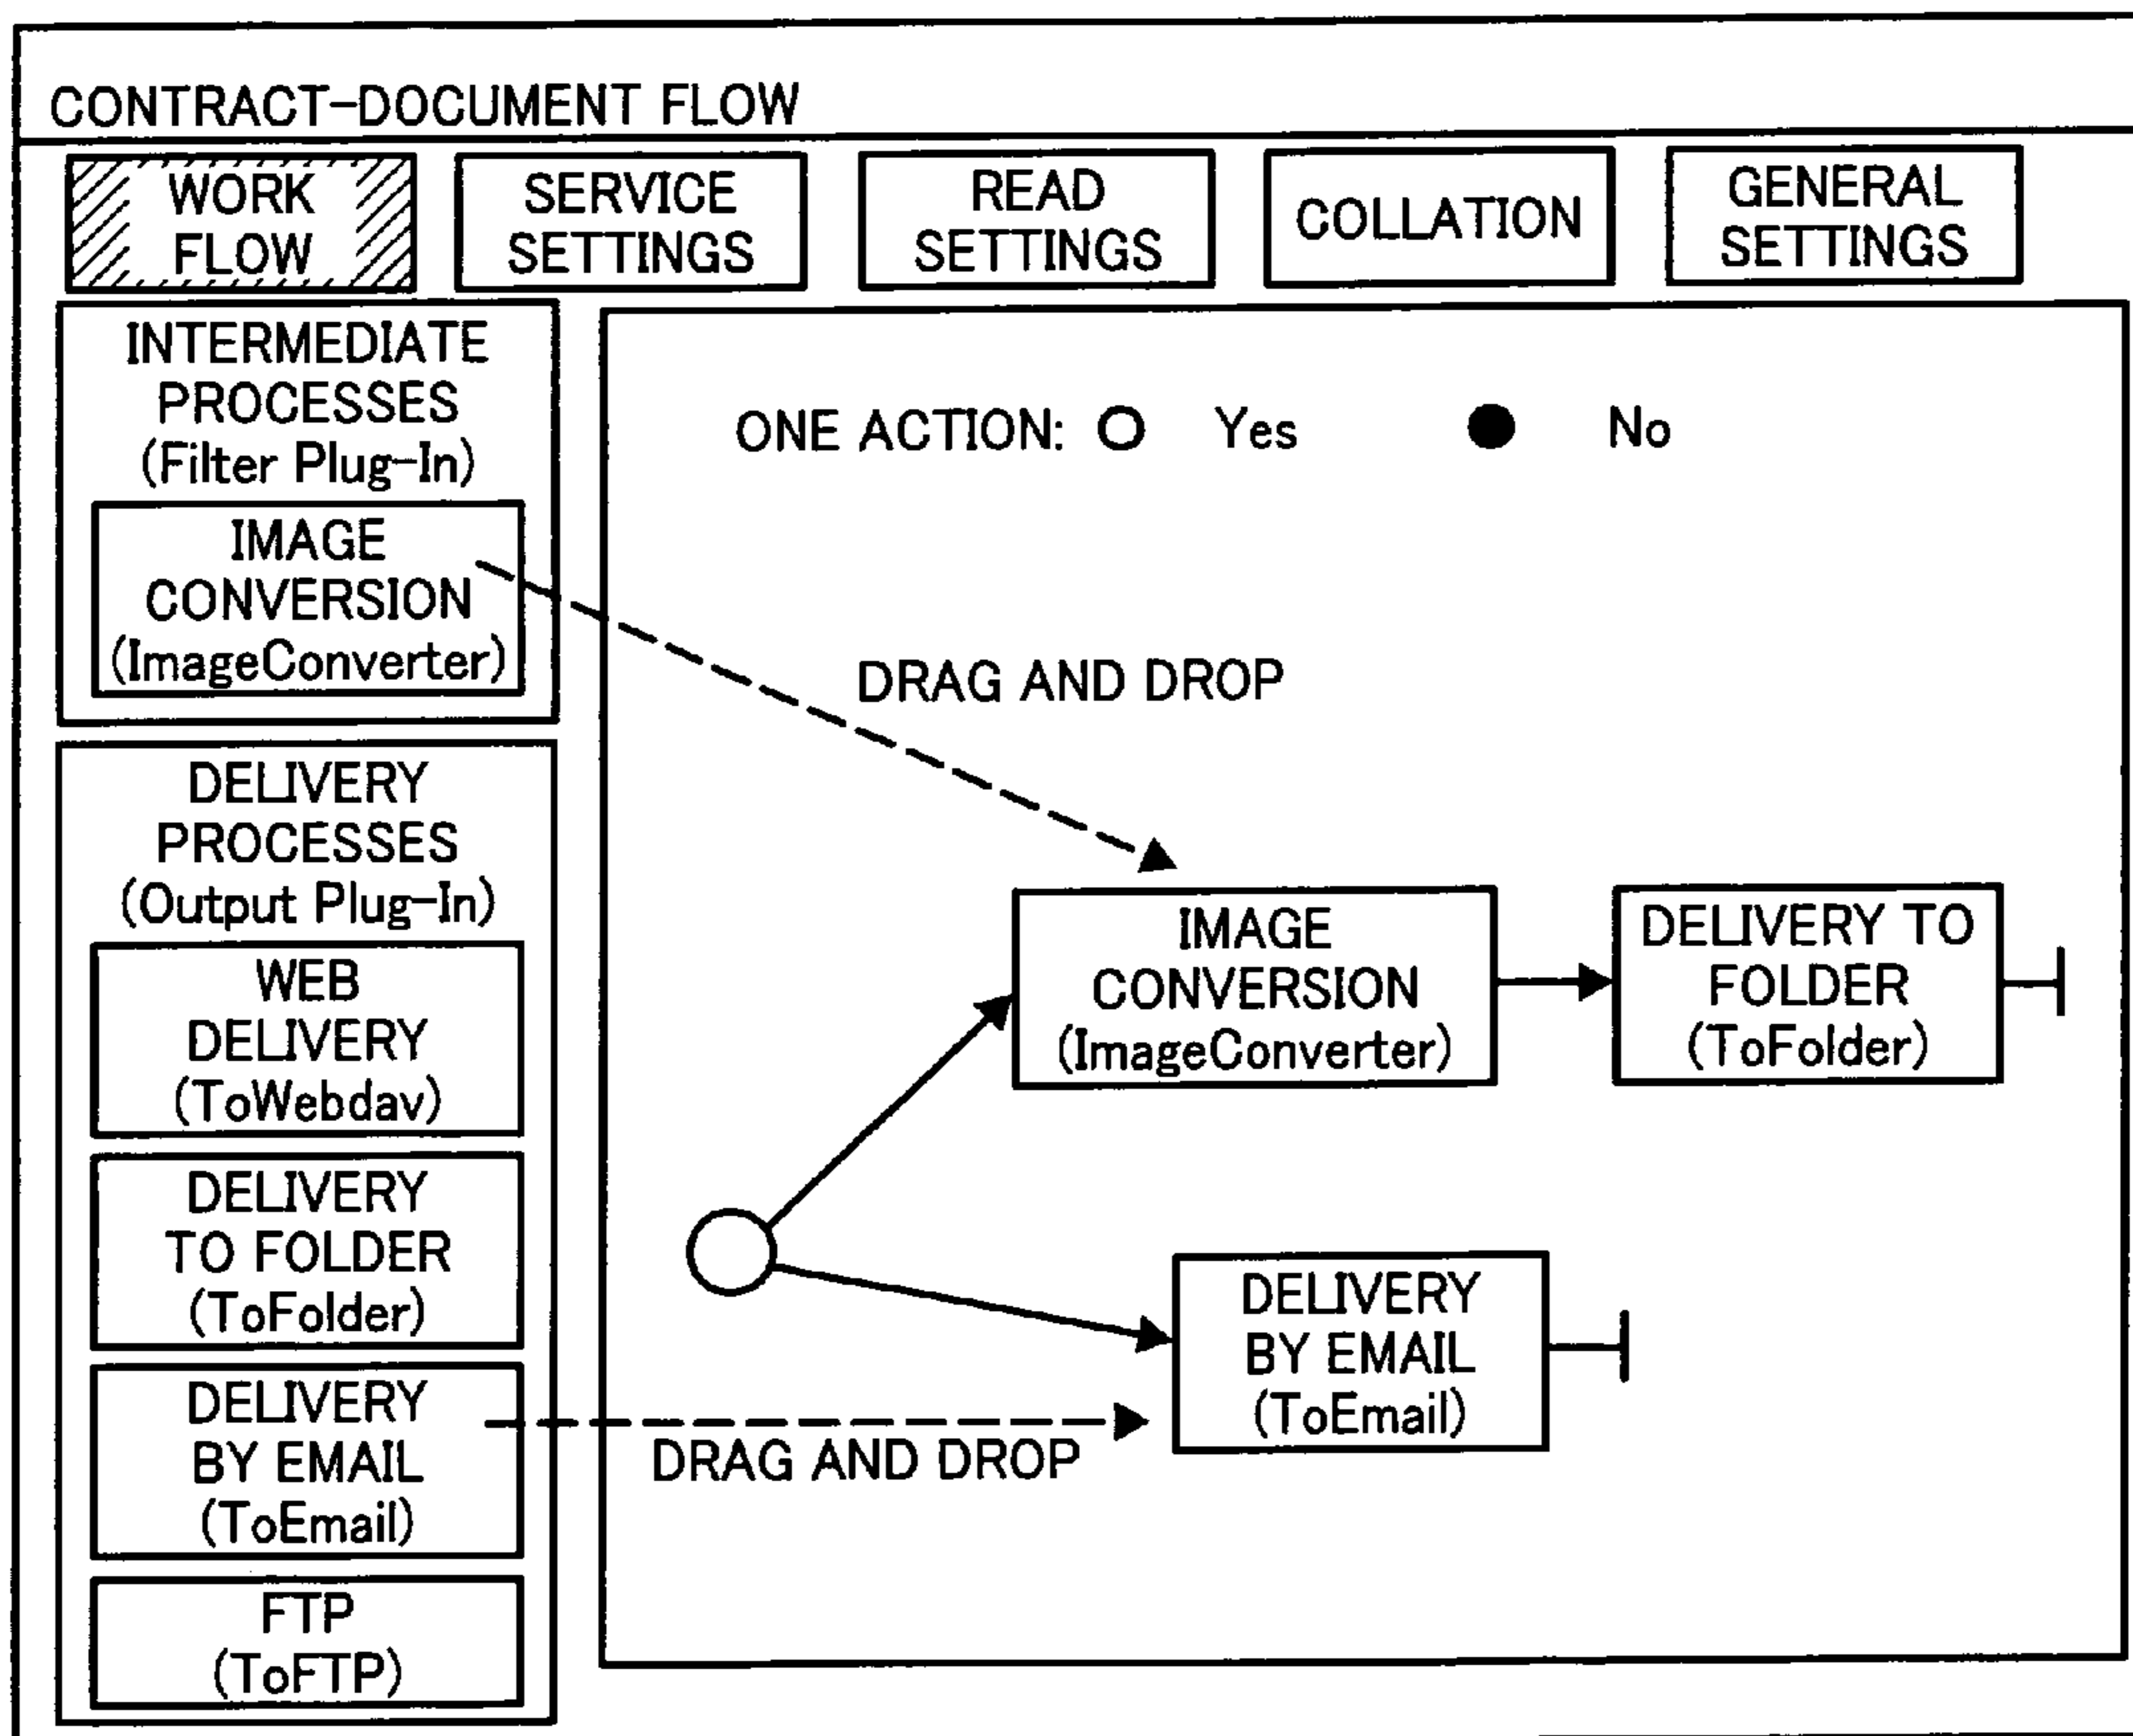 CONTRACT-DOCUMENT FLOW
WORK
FLOW
SERVICE
SETTINGS
READ
SETTINGS
COLLATION
GENERAL
SETTINGS
INTERMEDIATE
PROCESSES
(Filter Plug-In)
IMAGE
CONVERSION
(ImageConverter)
DELIVERY
PROCESSES
(Output Plug-In)
WEB
DELIVERY
(ToWebdav)
DELIVERY
TO FOLDER
(ToFolder)
DELIVERY
BY EMAIL
(ToEmail)
FTP
(ToFTP)
ONE ACTION: Yes No
DRAG AND DROP
IMAGE
CONVERSION
(ImageConverter)
DELIVERY TO
FOLDER
(ToFolder)
DELIVERY
BY EMAIL
(ToEmail)
DRAG AND DROP